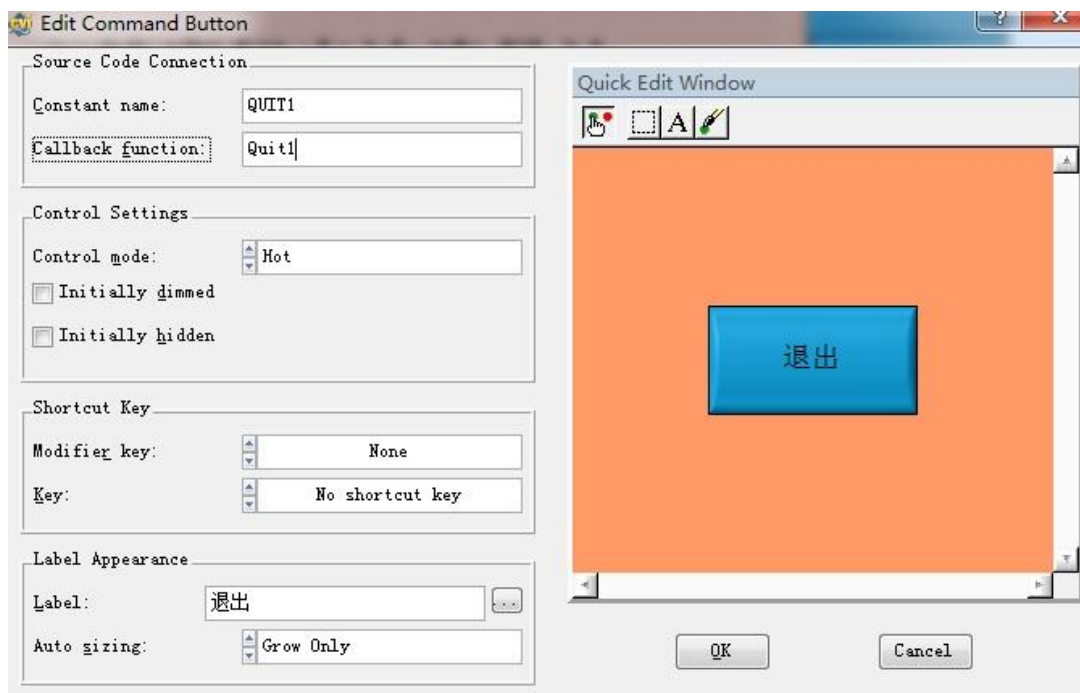 Edit Command Button
Source Code Connection
Constant name: QUIT1
Callback function: Quit1
Control Settings
Control mode: Hot
Initially dimmed
Initially hidden
Shortcut Key
Modifier key: None
Key: No shortcut key
Label Appearance
Label: 退出 ...
Auto sizing: Grow Only
Quick Edit Window
A
退出
OK Cancel